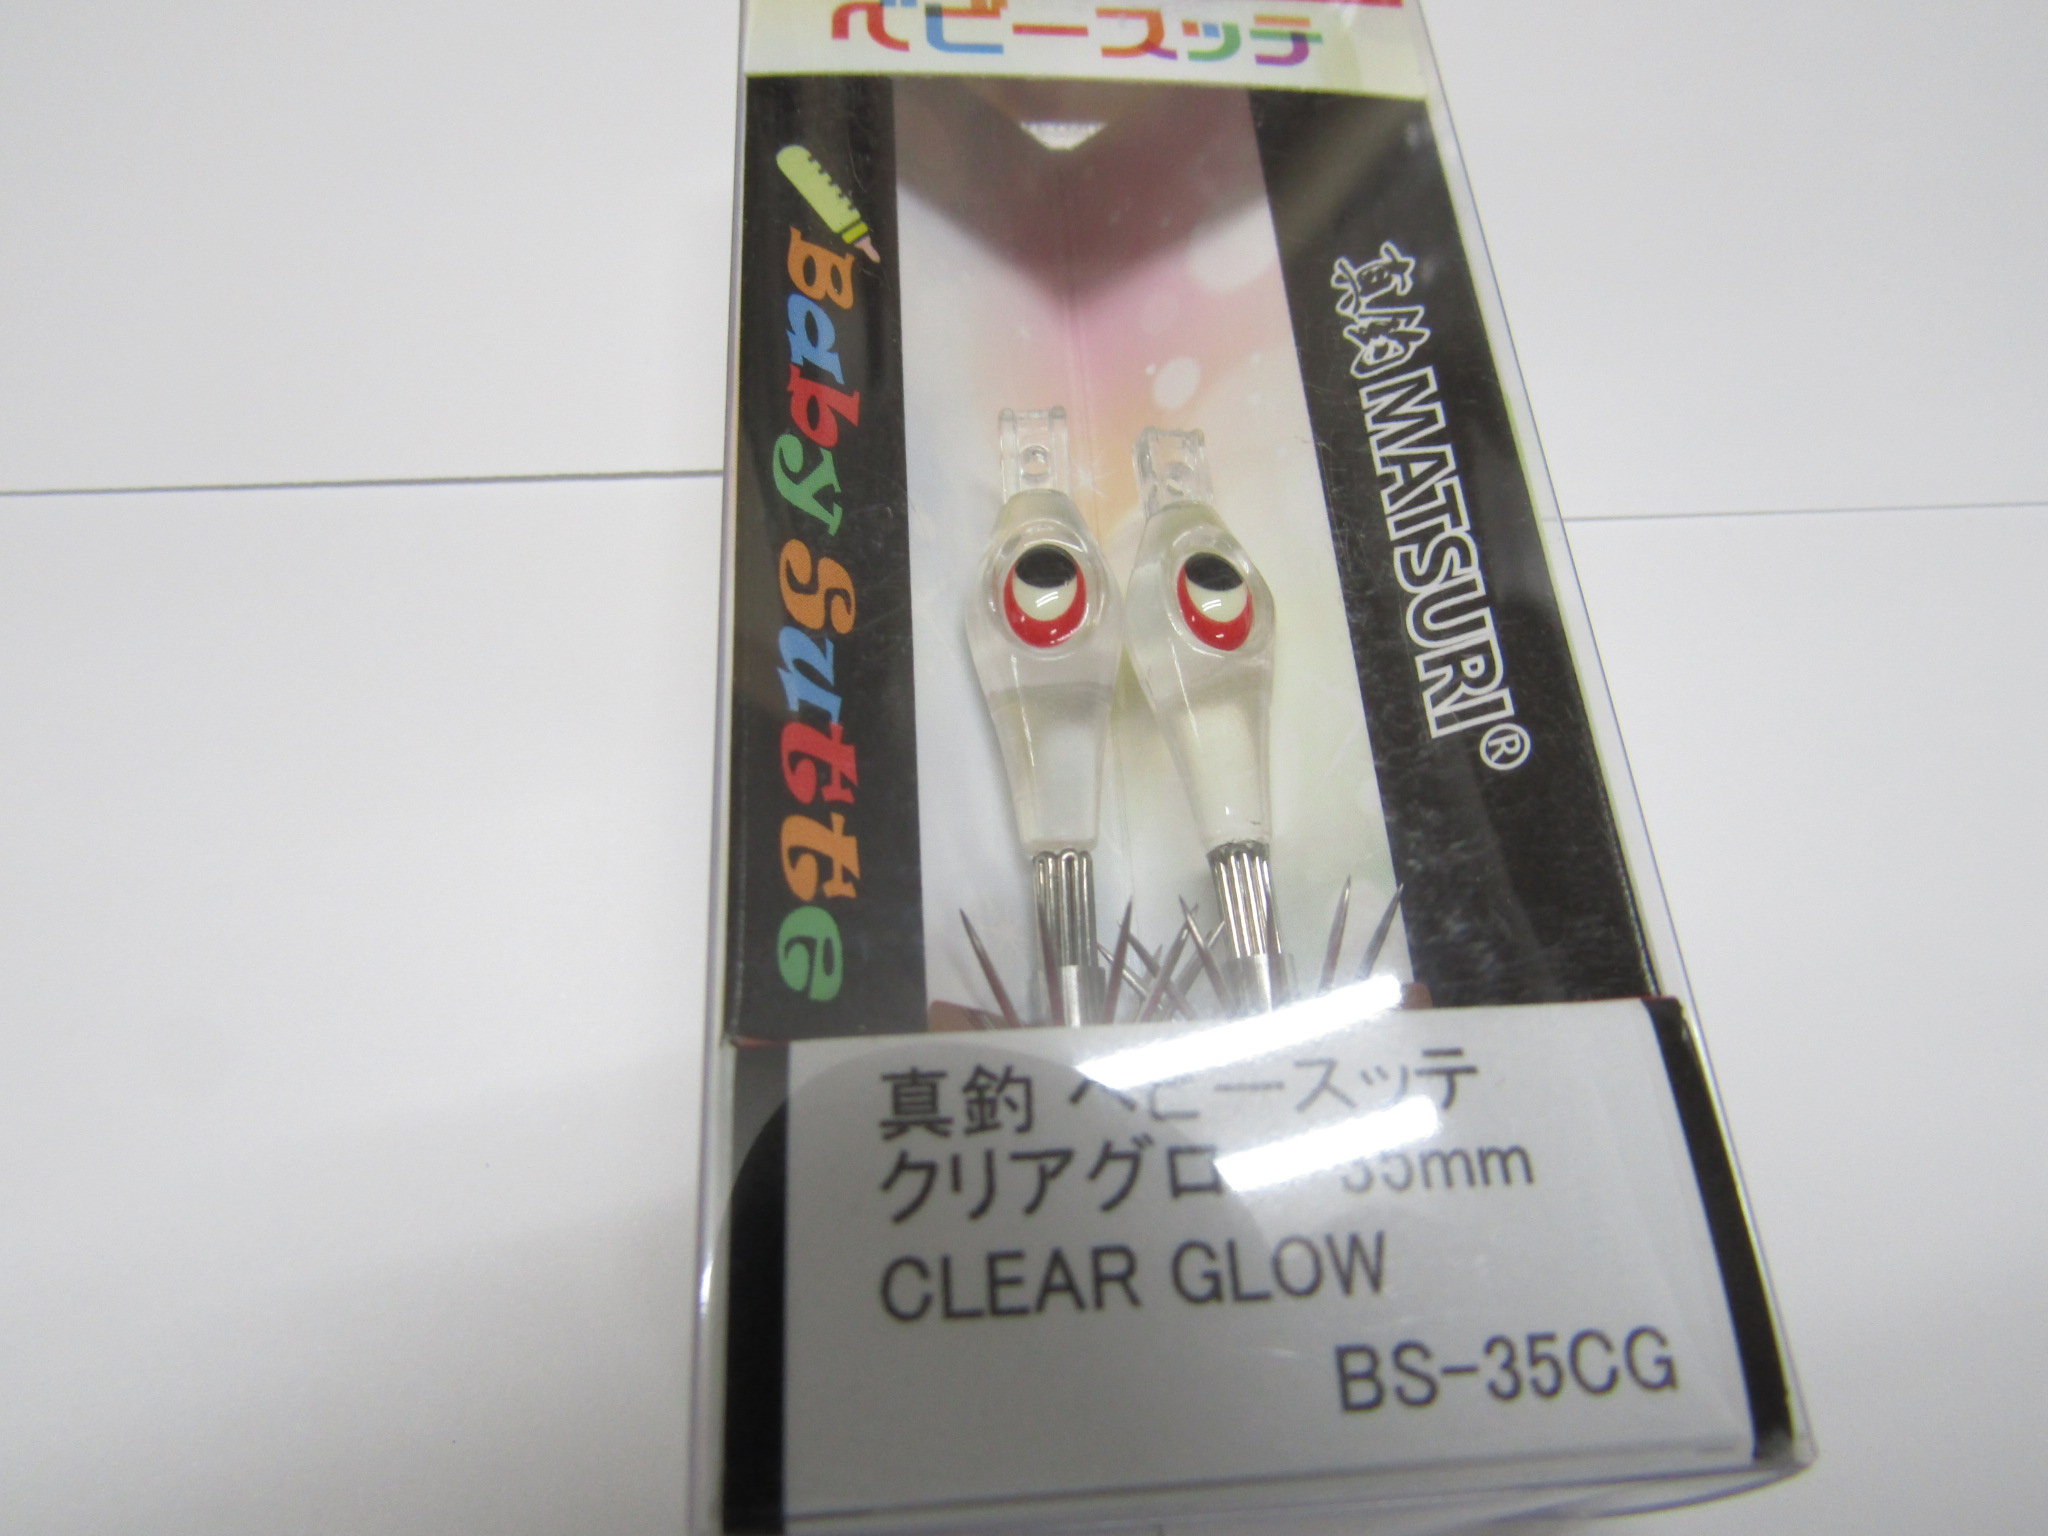 ベビースッテ
Baby Sutte
真釣 MATSURI®
真釣 ベビースッテ
クリアグロー 35mm
CLEAR GLOW
BS-35CG